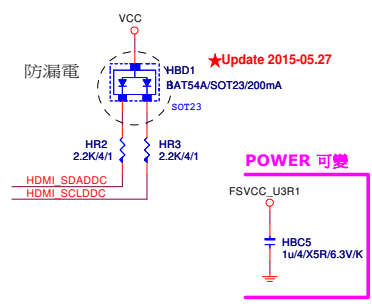 VCC
★Update 2015-05.27
防漏電
HBD1
BAT54A/SOT23/200mA
SOT23
HR2
2.2K/4/1
HR3
2.2K/4/1
HDMI_SDADDC
HDMI_SCLDDC
POWER 可變
FSVCC_U3R1
HBC5
1u/4/X5R/6.3V/K